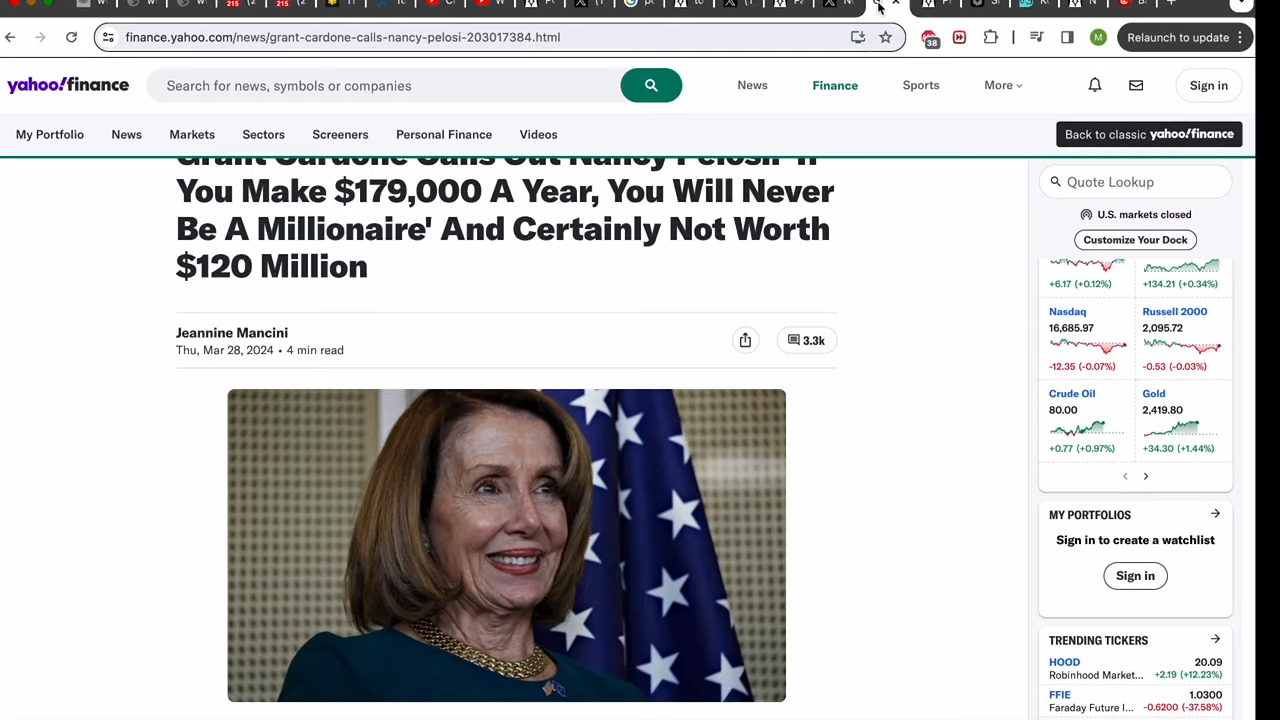 215
215
finance.yahoo.com/news/grant-cardone-calls-nancy-pelosi-203017384.html
38
M
Relaunch to update
yahoo!finance
Search for news, symbols or companies
News
Finance
Sports
More
Sign in
My Portfolio
News
Markets
Sectors
Screeners
Personal Finance
Videos
Back to classic yahoo!finance
Grant Cardone Calls Out Nancy Pelosi: 'If
You Make $179,000 A Year, You Will Never
Be A Millionaire' And Certainly Not Worth
$120 Million
Jeannine Mancini
Thu, Mar 28, 2024 • 4 min read
3.3k
Quote Lookup
U.S. markets closed
Customize Your Dock
+6.17 (+0.12%)
+134.21 (+0.34%)
Nasdaq
16,685.97
-12.35 (-0.07%)
Russell 2000
2,095.72
-0.53 (-0.03%)
Crude Oil
80.00
+0.77 (+0.97%)
Gold
2,419.80
+34.30 (+1.44%)
MY PORTFOLIOS
Sign in to create a watchlist
Sign in
TRENDING TICKERS
HOOD
20.09
Robinhood Market...
+2.19 (+12.23%)
FFIE
1.0300
Faraday Future I...
-0.6200 (-37.58%)